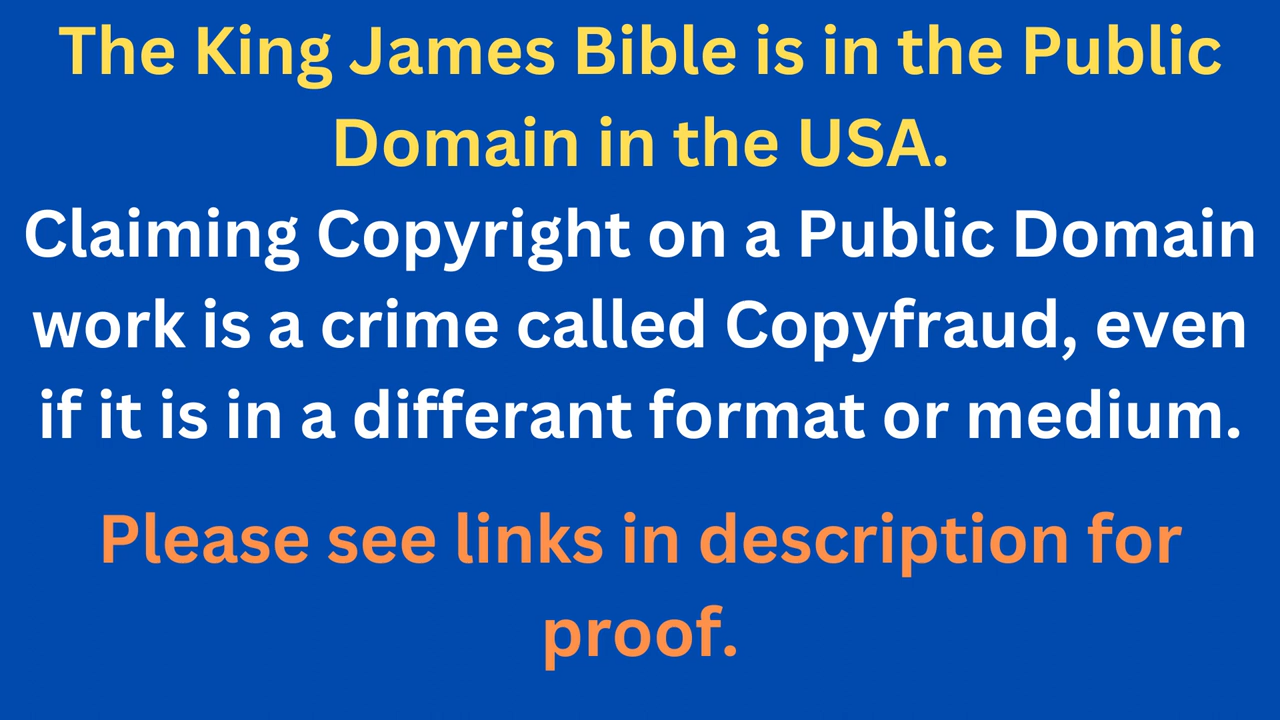 The King James Bible is in the Public
Domain in the USA.
Claiming Copyright on a Public Domain
work is a crime called Copyfraud, even
if it is in a differant format or medium.
Please see links in description for
proof.